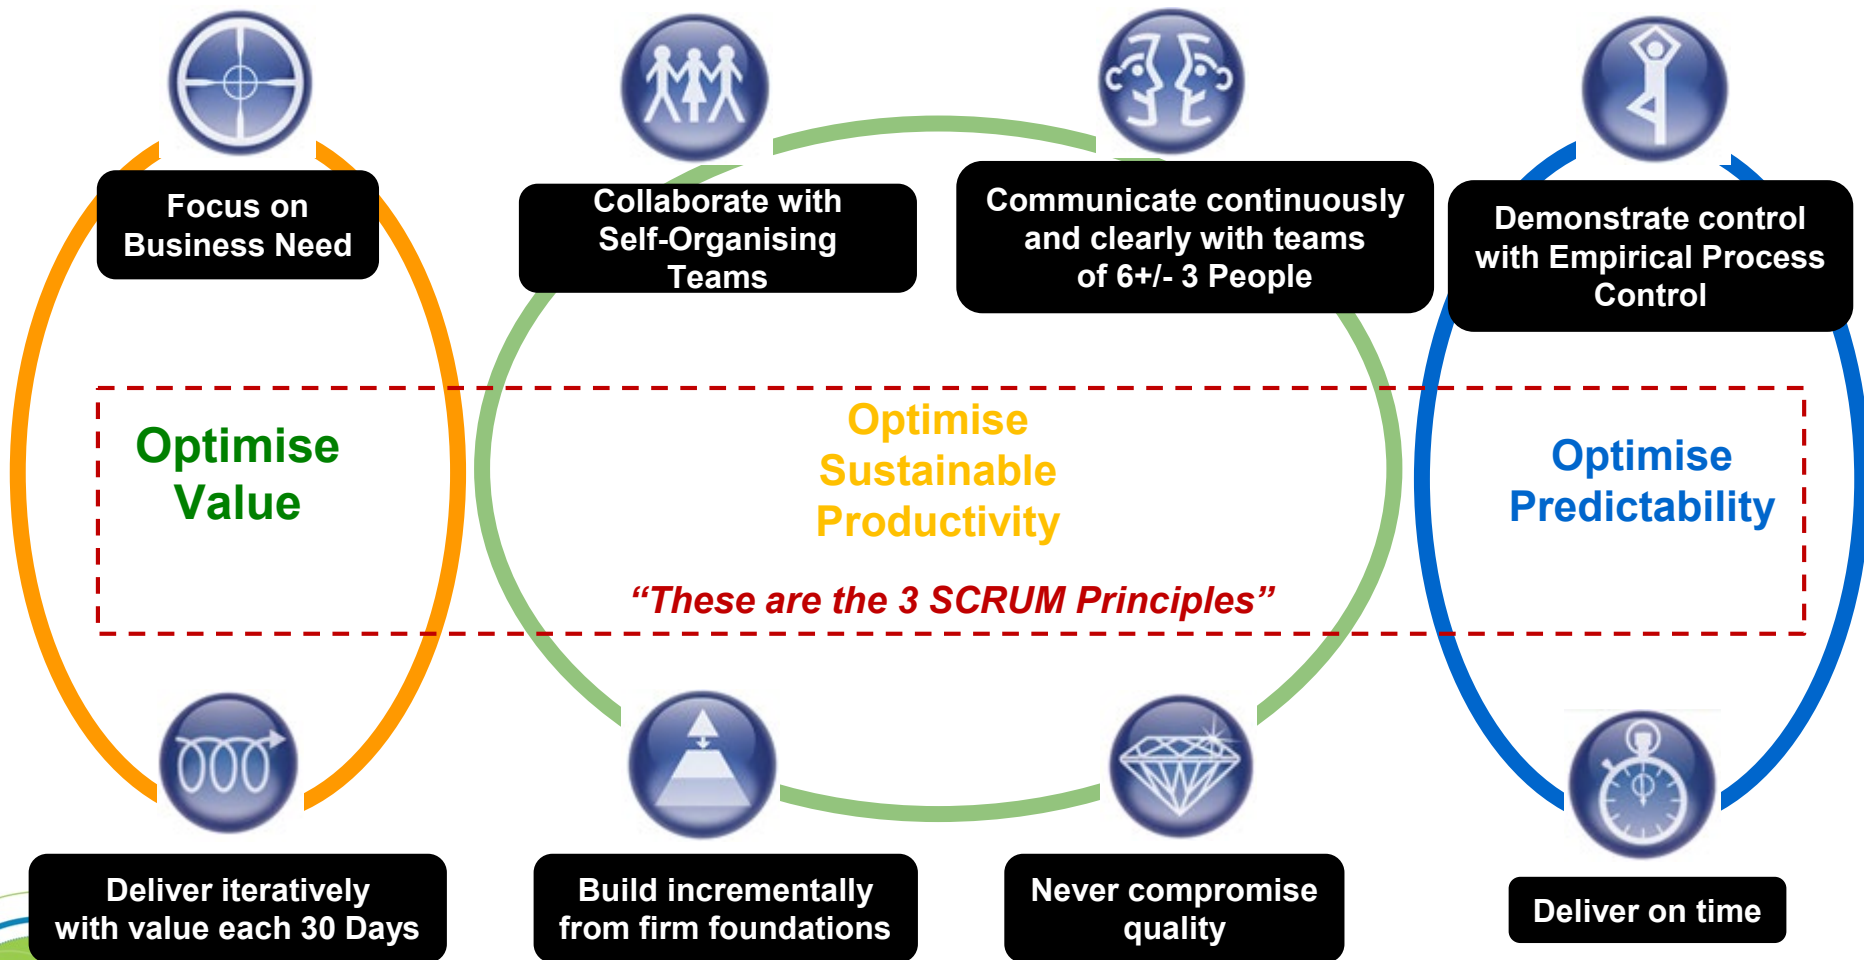 Focus on
Business Need
Collaborate with
Self-Organising
Teams
Communicate continuously
and clearly with teams
of 6+/- 3 People
Demonstrate control
with Empirical Process
Control
Optimise
Value
Optimise
Sustainable
Productivity
Optimise
Predictability
“These are the 3 SCRUM Principles”
Deliver iteratively
with value each 30 Days
Build incrementally
from firm foundations
Never compromise
quality
Deliver on time